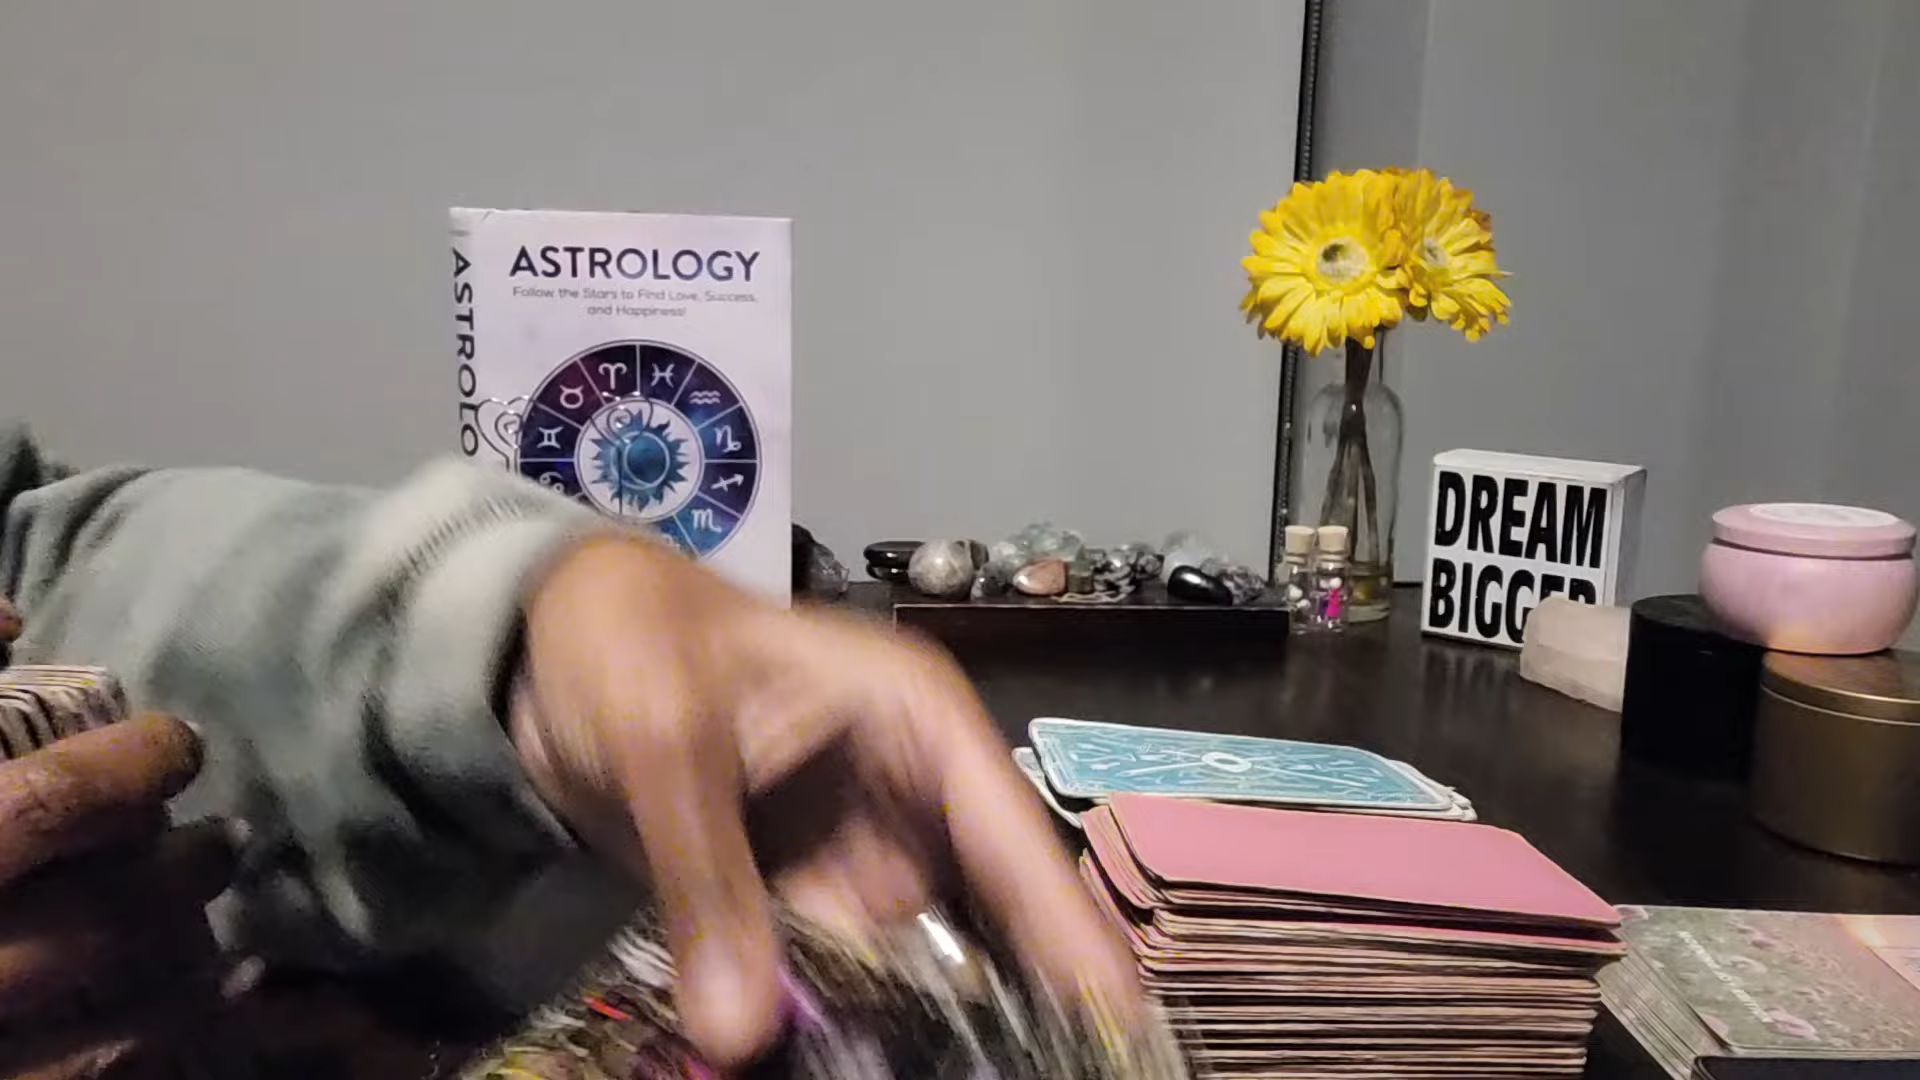 ASTROLOGY
Follow the Stars to Find Love, Success,
and Happiness!
ASTROLO
DREAM
BIGGER